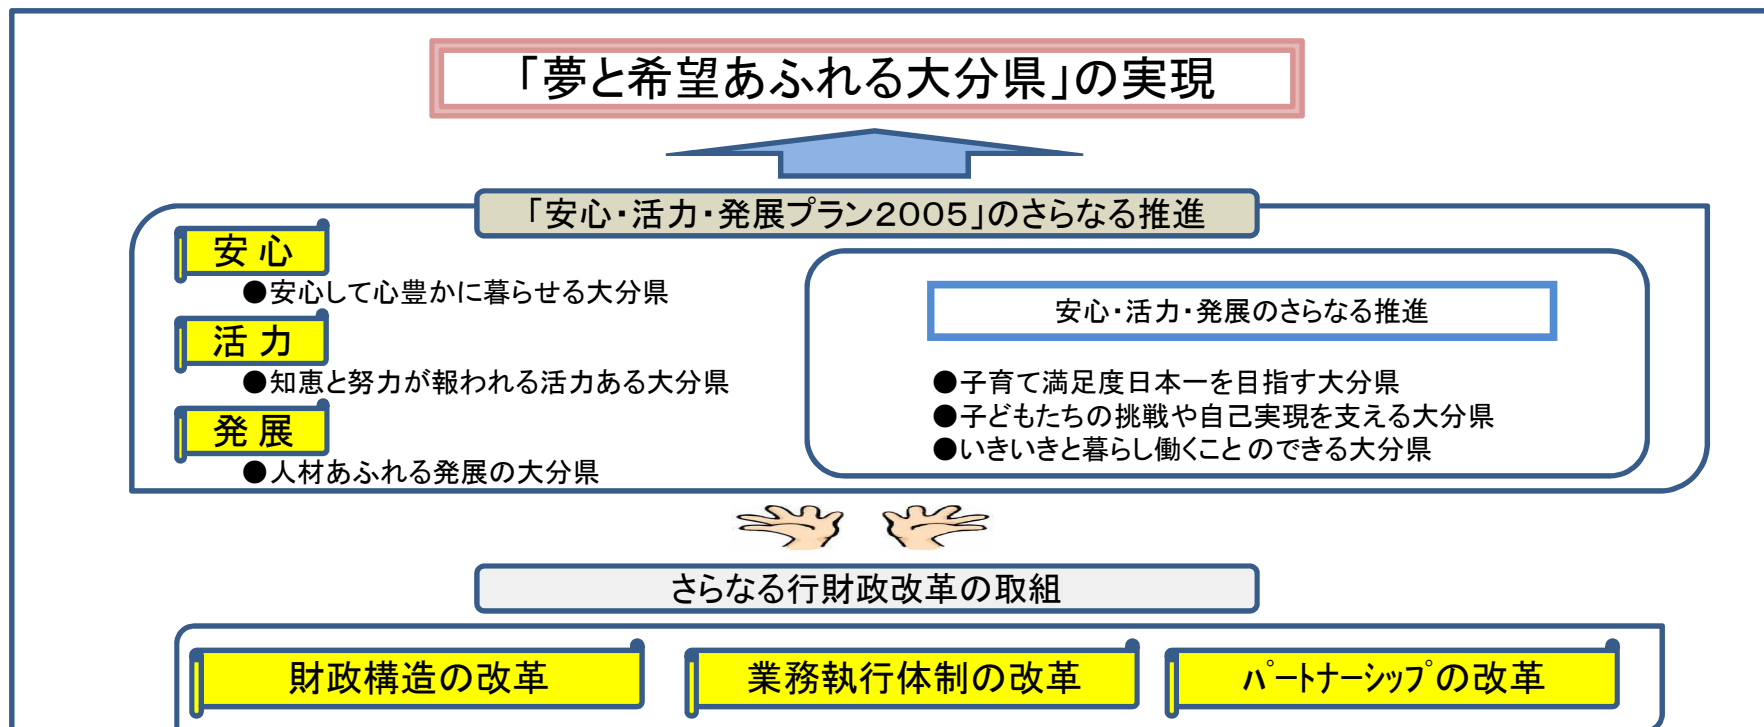 「夢と希望あふれる大分県」の実現
「安心・活力・発展プラン2005」のさらなる推進
安 心
●安心して心豊かに暮らせる大分県
活 力
●知恵と努力が報われる活力ある大分県
発 展
●人材あふれる発展の大分県
安心・活力・発展のさらなる推進
●子育て満足度日本一を目指す大分県
●子どもたちの挑戦や自己実現を支える大分県
●いきいきと暮らし働くことのできる大分県
さらなる行財政改革の取組
財政構造の改革
業務執行体制の改革
ﾊﾟｰﾄﾅｰｼｯﾌﾟの改革